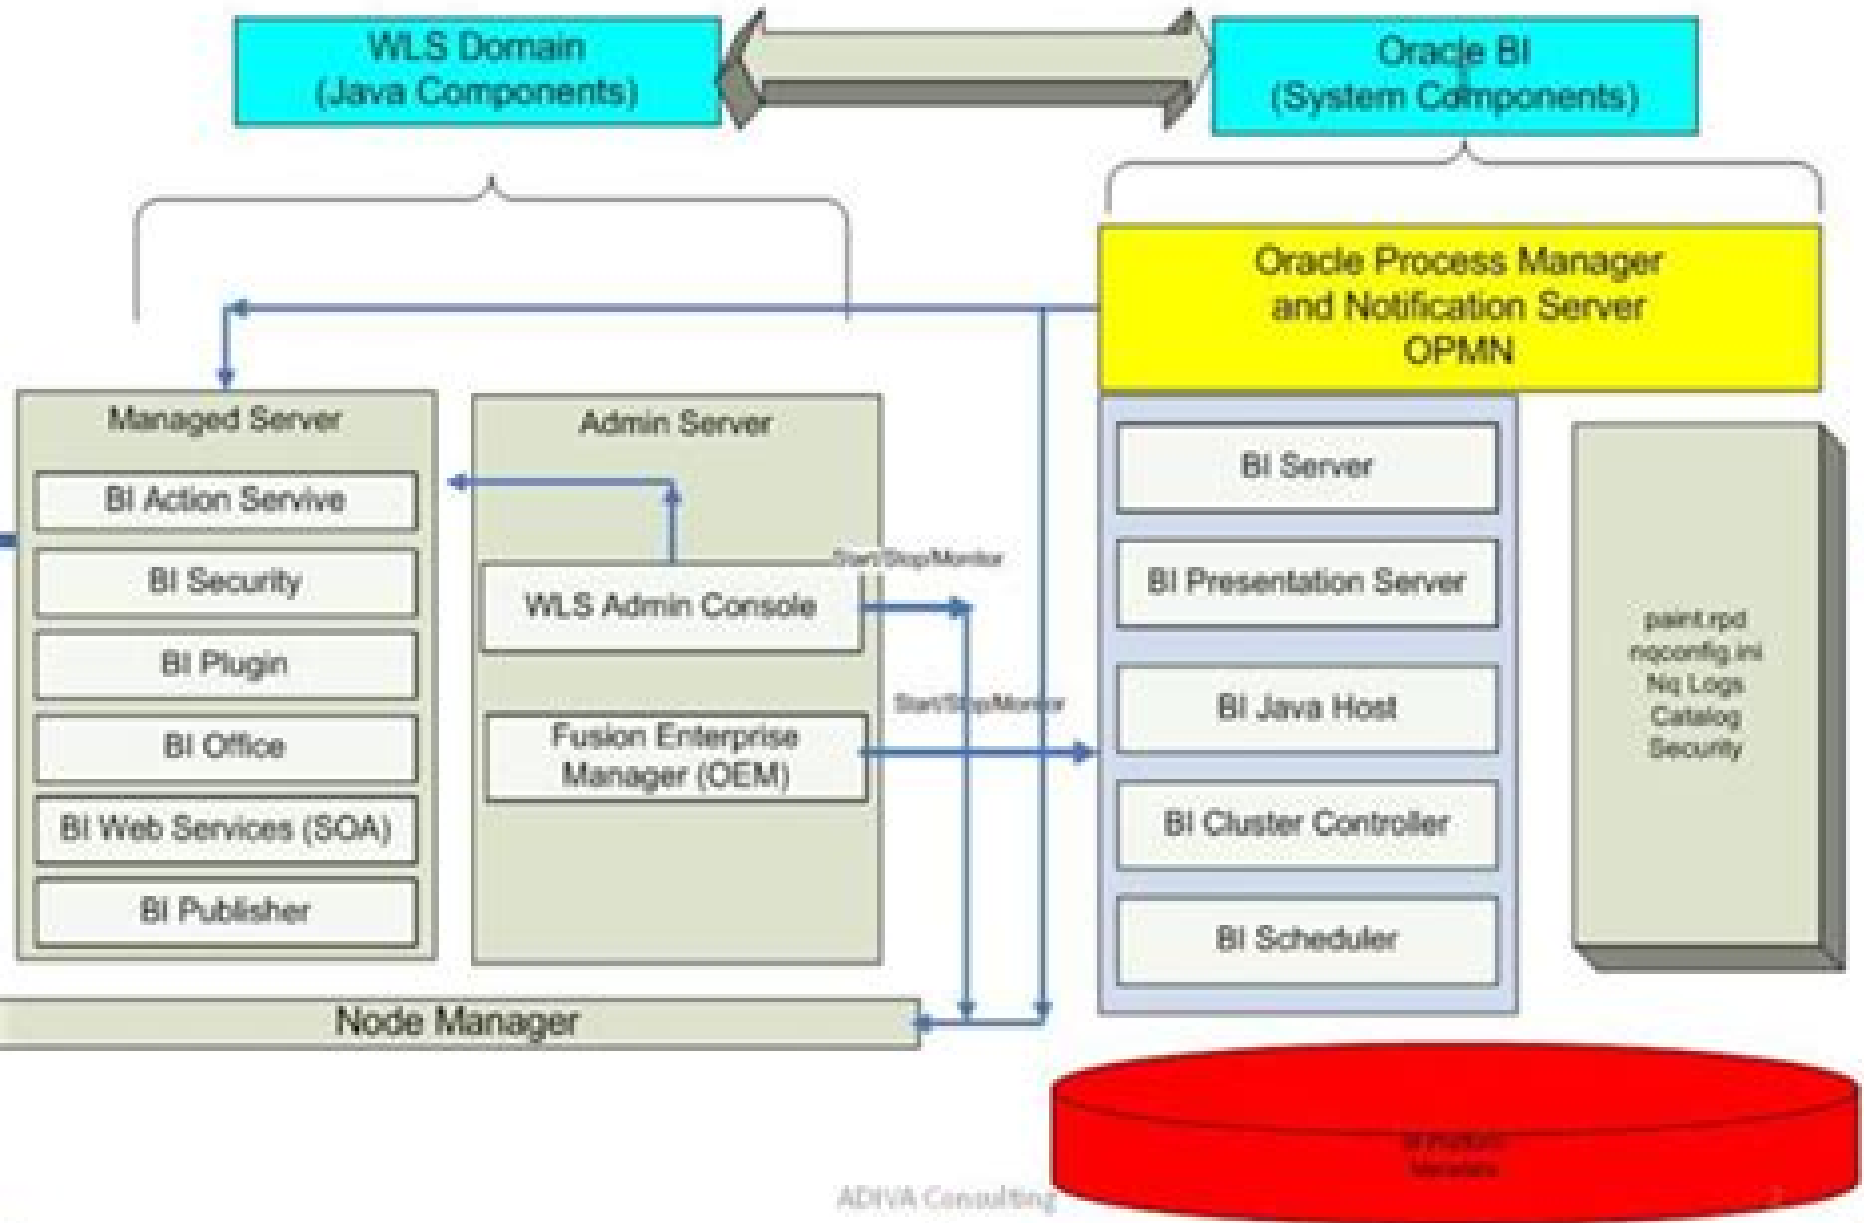 WLS Domain
(Java Components)
Oracle BI
(System Components)
Oracle Process Manager
and Notification Server
OPMN
Managed Server
BI Action Servive
BI Security
BI Plugin
BI Office
BI Web Services (SOA)
BI Publisher
Admin Server
Start/Stop/Monitor
WLS Admin Console
Start/Stop/Monitor
Fusion Enterprise
Manager (OEM)
BI Server
BI Presentation Server
BI Java Host
BI Cluster Controller
BI Scheduler
paint.rpd
nqconfig.ini
Nq Logs
Catalog
Security
Node Manager
ADIVA Consulting